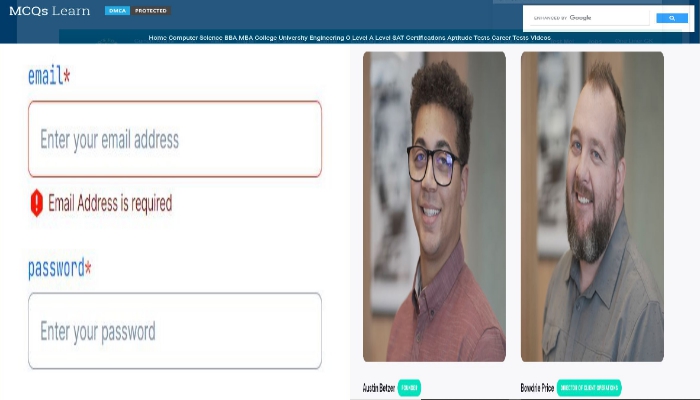 MCQs Learn
DMCA PROTECTED
ENHANCED BY Google
Home Computer Science BBA MBA College University Engineering O Level A Level SAT Certifications Aptitude Tests Career Tests Videos
email*
Enter your email address
Email Address is required
password*
Enter your password
Austin Betzer FOUNDER
Bowdrie Price DIRECTOR OF CLIENT OPERATIONS